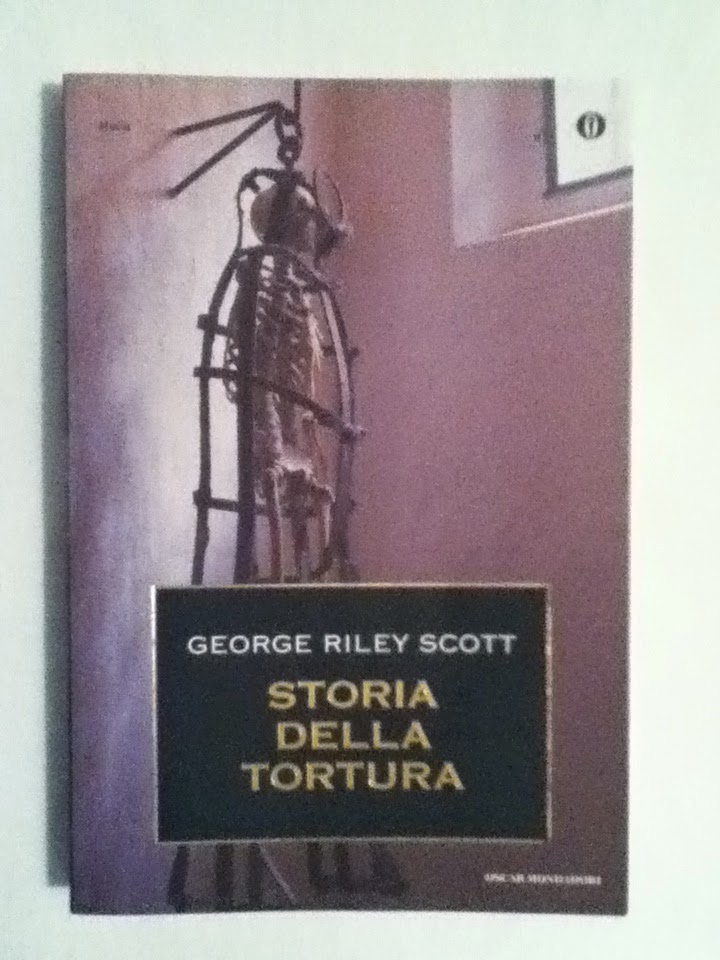 GEORGE RILEY SCOTT
STORIA
DELLA
TORTURA
OSCAR MONDADORI